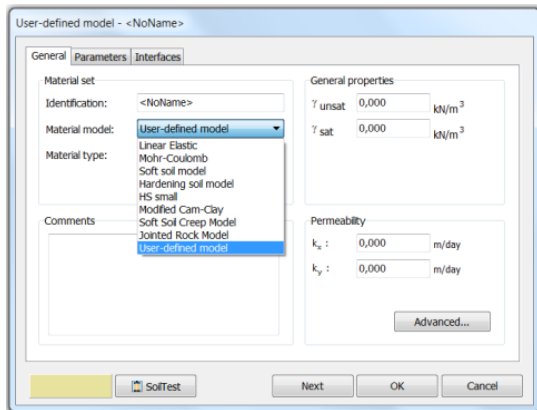 User-defined model - <NoName>
General Parameters Interfaces
Material set
Identification: <NoName>
Material model: User-defined model
Linear Elastic
Mohr-Coulomb
Soft soil model
Hardening soil model
HS small
Modified Cam-Clay
Soft Soil Creep Model
Jointed Rock Model
User-defined model
Material type:
Comments
General properties
γ unsat 0,000 kN/m³
γ sat 0,000 kN/m³
Permeability
kₓ : 0,000 m/day
kᵧ : 0,000 m/day
Advanced...
SoilTest Next OK Cancel